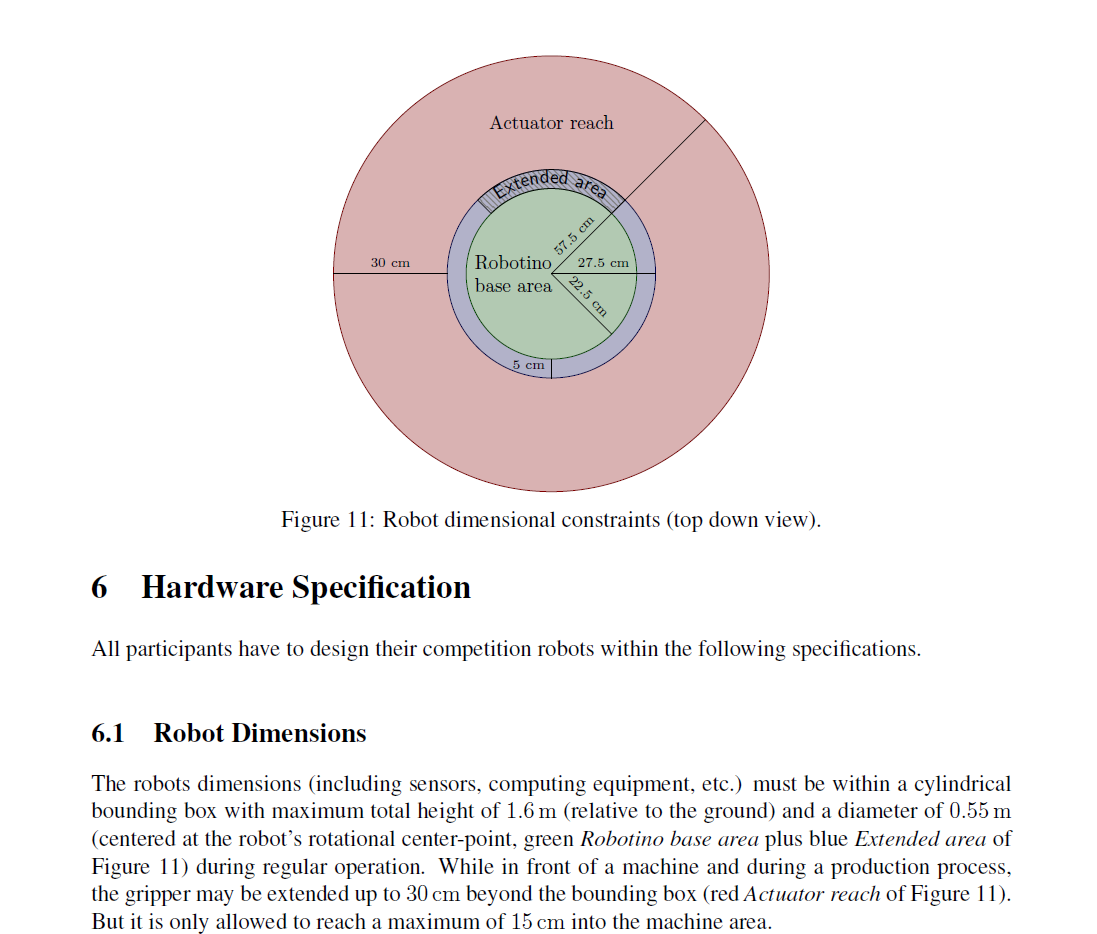 Actuator reach
Extended area
57.5 cm
30 cm
Robotino
27.5 cm
base area
22.5 cm
5 cm
Figure 11: Robot dimensional constraints (top down view).
6 Hardware Specification
All participants have to design their competition robots within the following specifications.
6.1 Robot Dimensions
The robots dimensions (including sensors, computing equipment, etc.) must be within a cylindrical
bounding box with maximum total height of 1.6 m (relative to the ground) and a diameter of 0.55 m
(centered at the robot's rotational center-point, green Robotino base area plus blue Extended area of
Figure 11) during regular operation. While in front of a machine and during a production process,
the gripper may be extended up to 30 cm beyond the bounding box (red Actuator reach of Figure 11).
But it is only allowed to reach a maximum of 15 cm into the machine area.